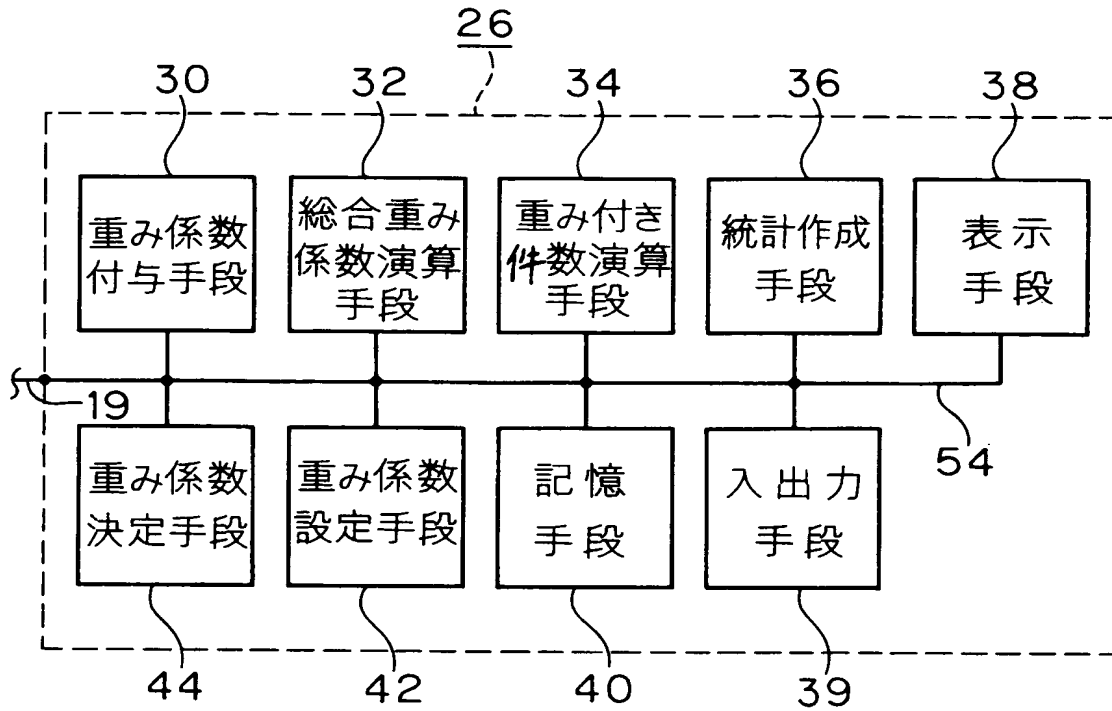 26
30
32
34
36
38
重み係数
付与手段
総合重み
係数演算
手段
重み付き
件数演算
手段
統計作成
手段
表示
手段
19
54
重み係数
決定手段
重み係数
設定手段
記憶
手段
入出力
手段
44
42
40
39